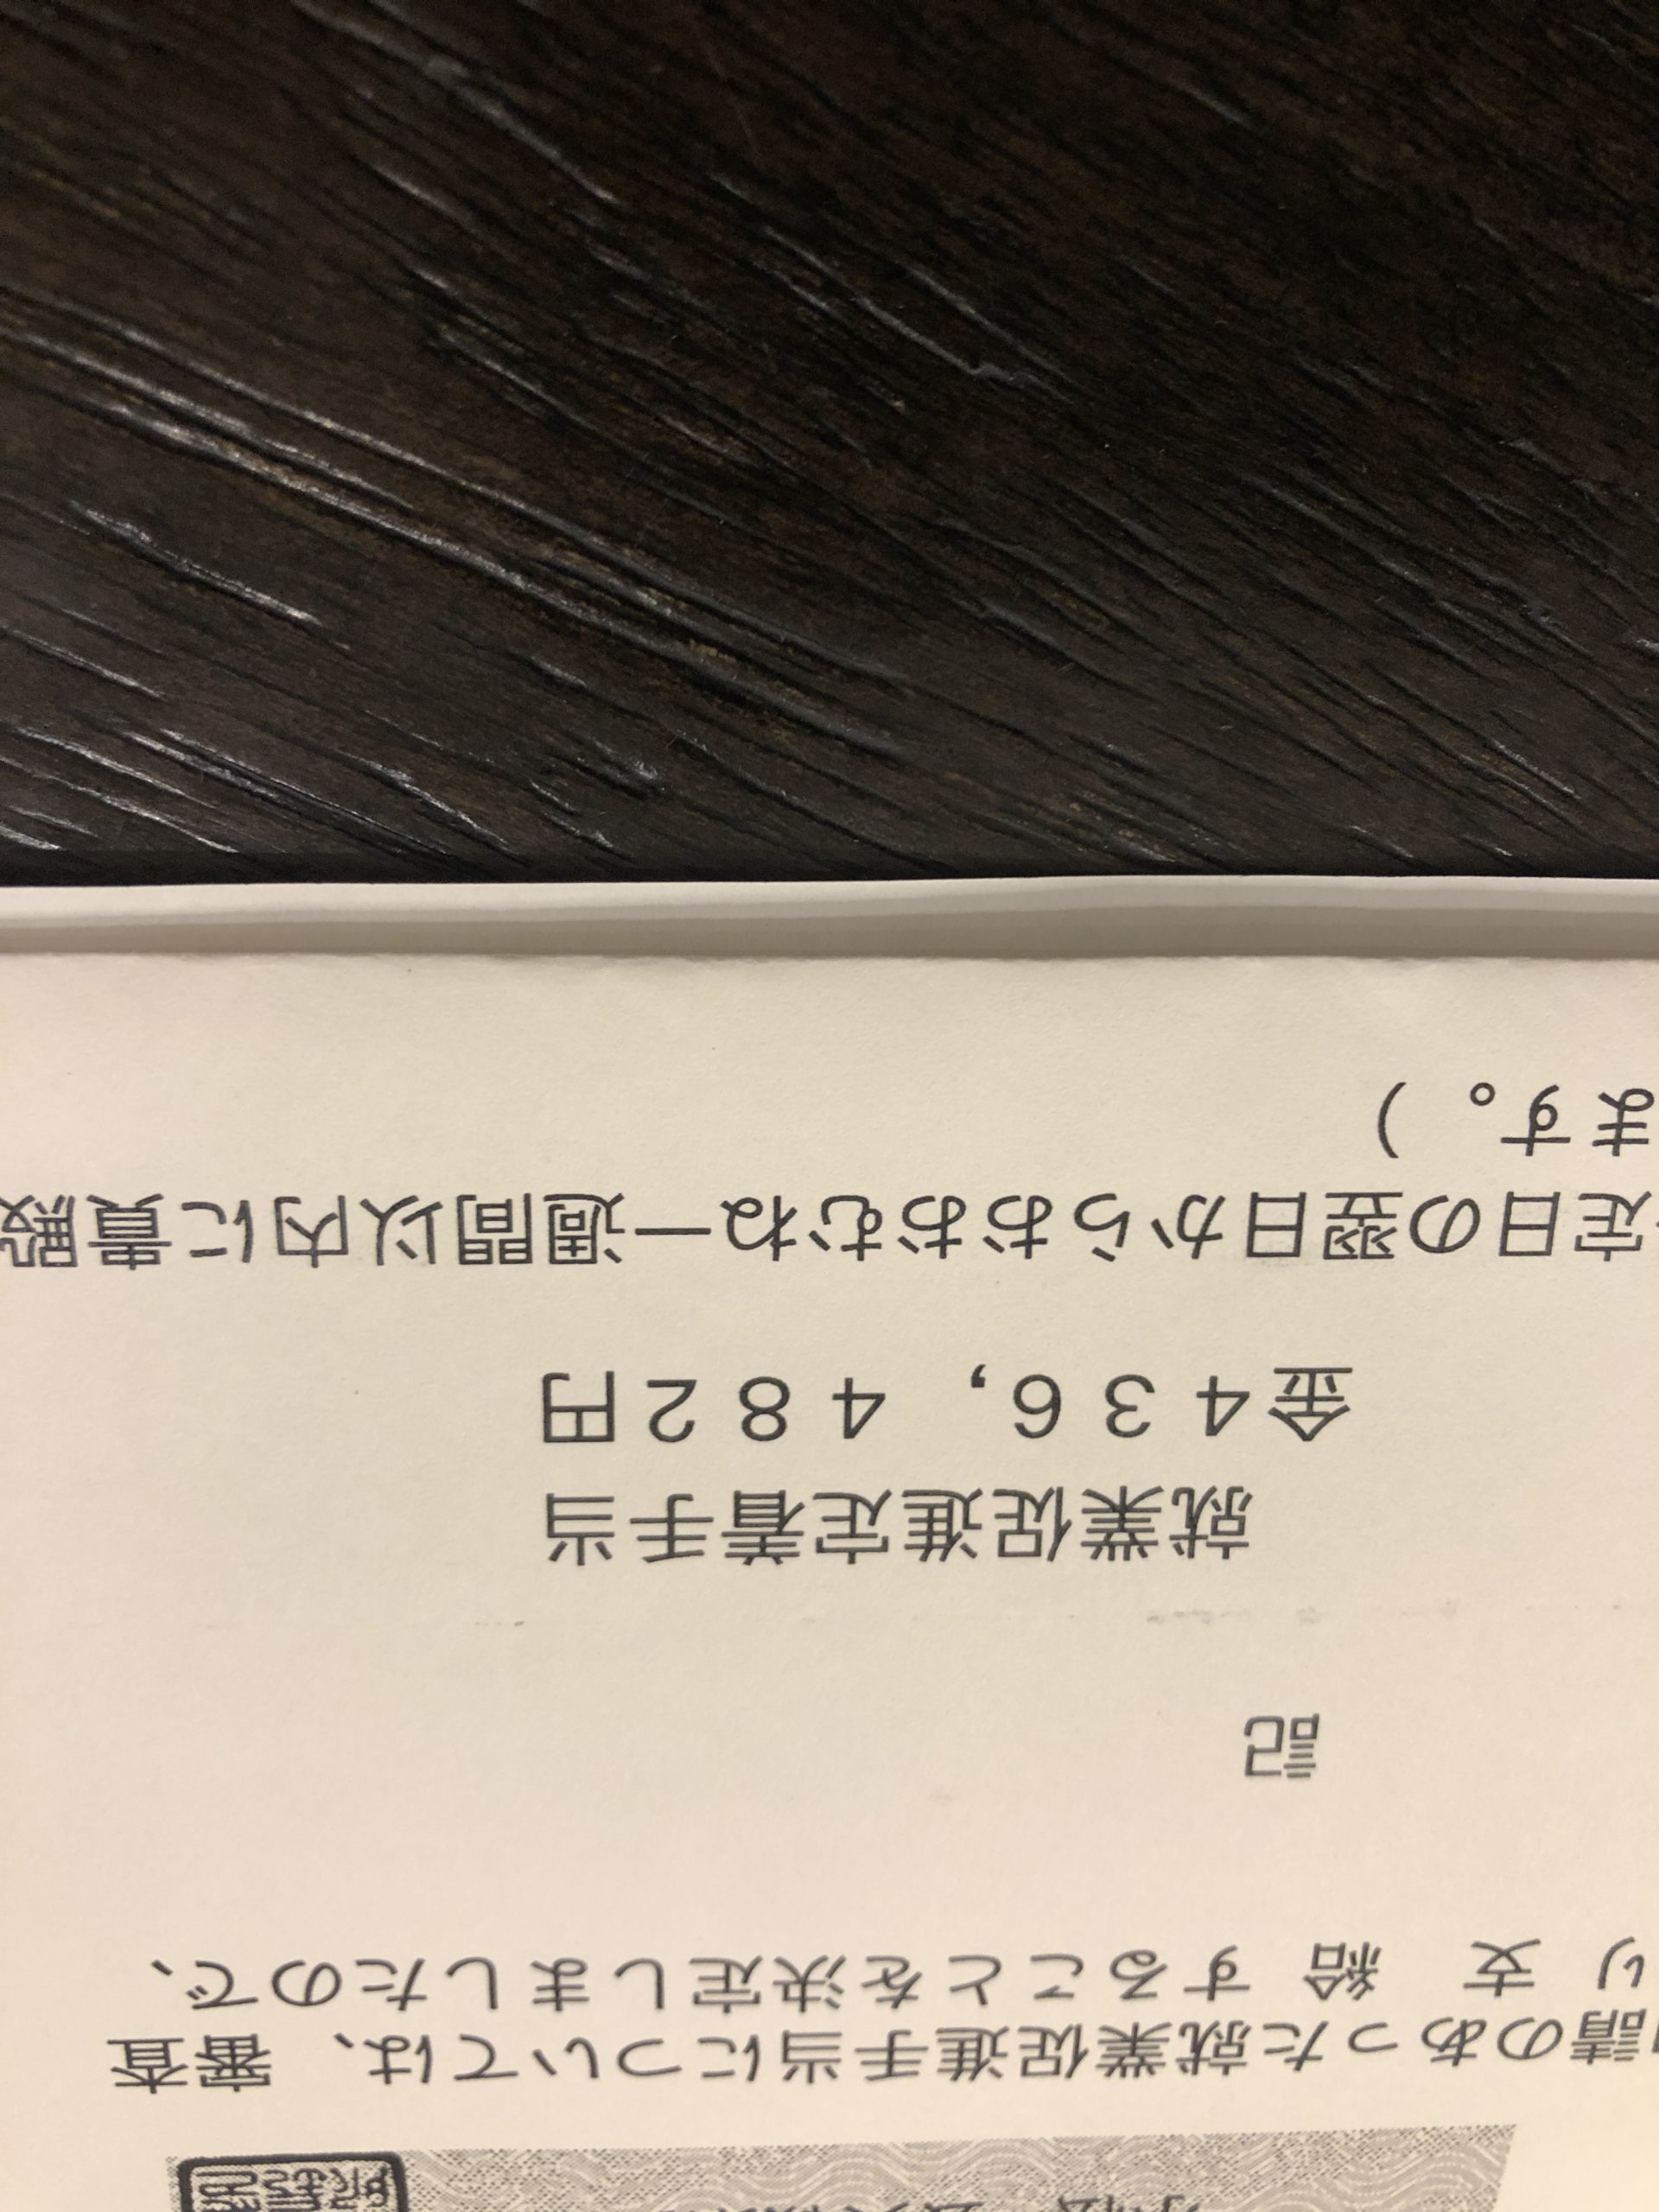 請のあった就業促進手当については、審査
り 支 給 することを決定しましたので、
記
就業促進定着手当
金４３６，４８２円
定日の翌日からおおむね一週間以内に貴殿
ます。）